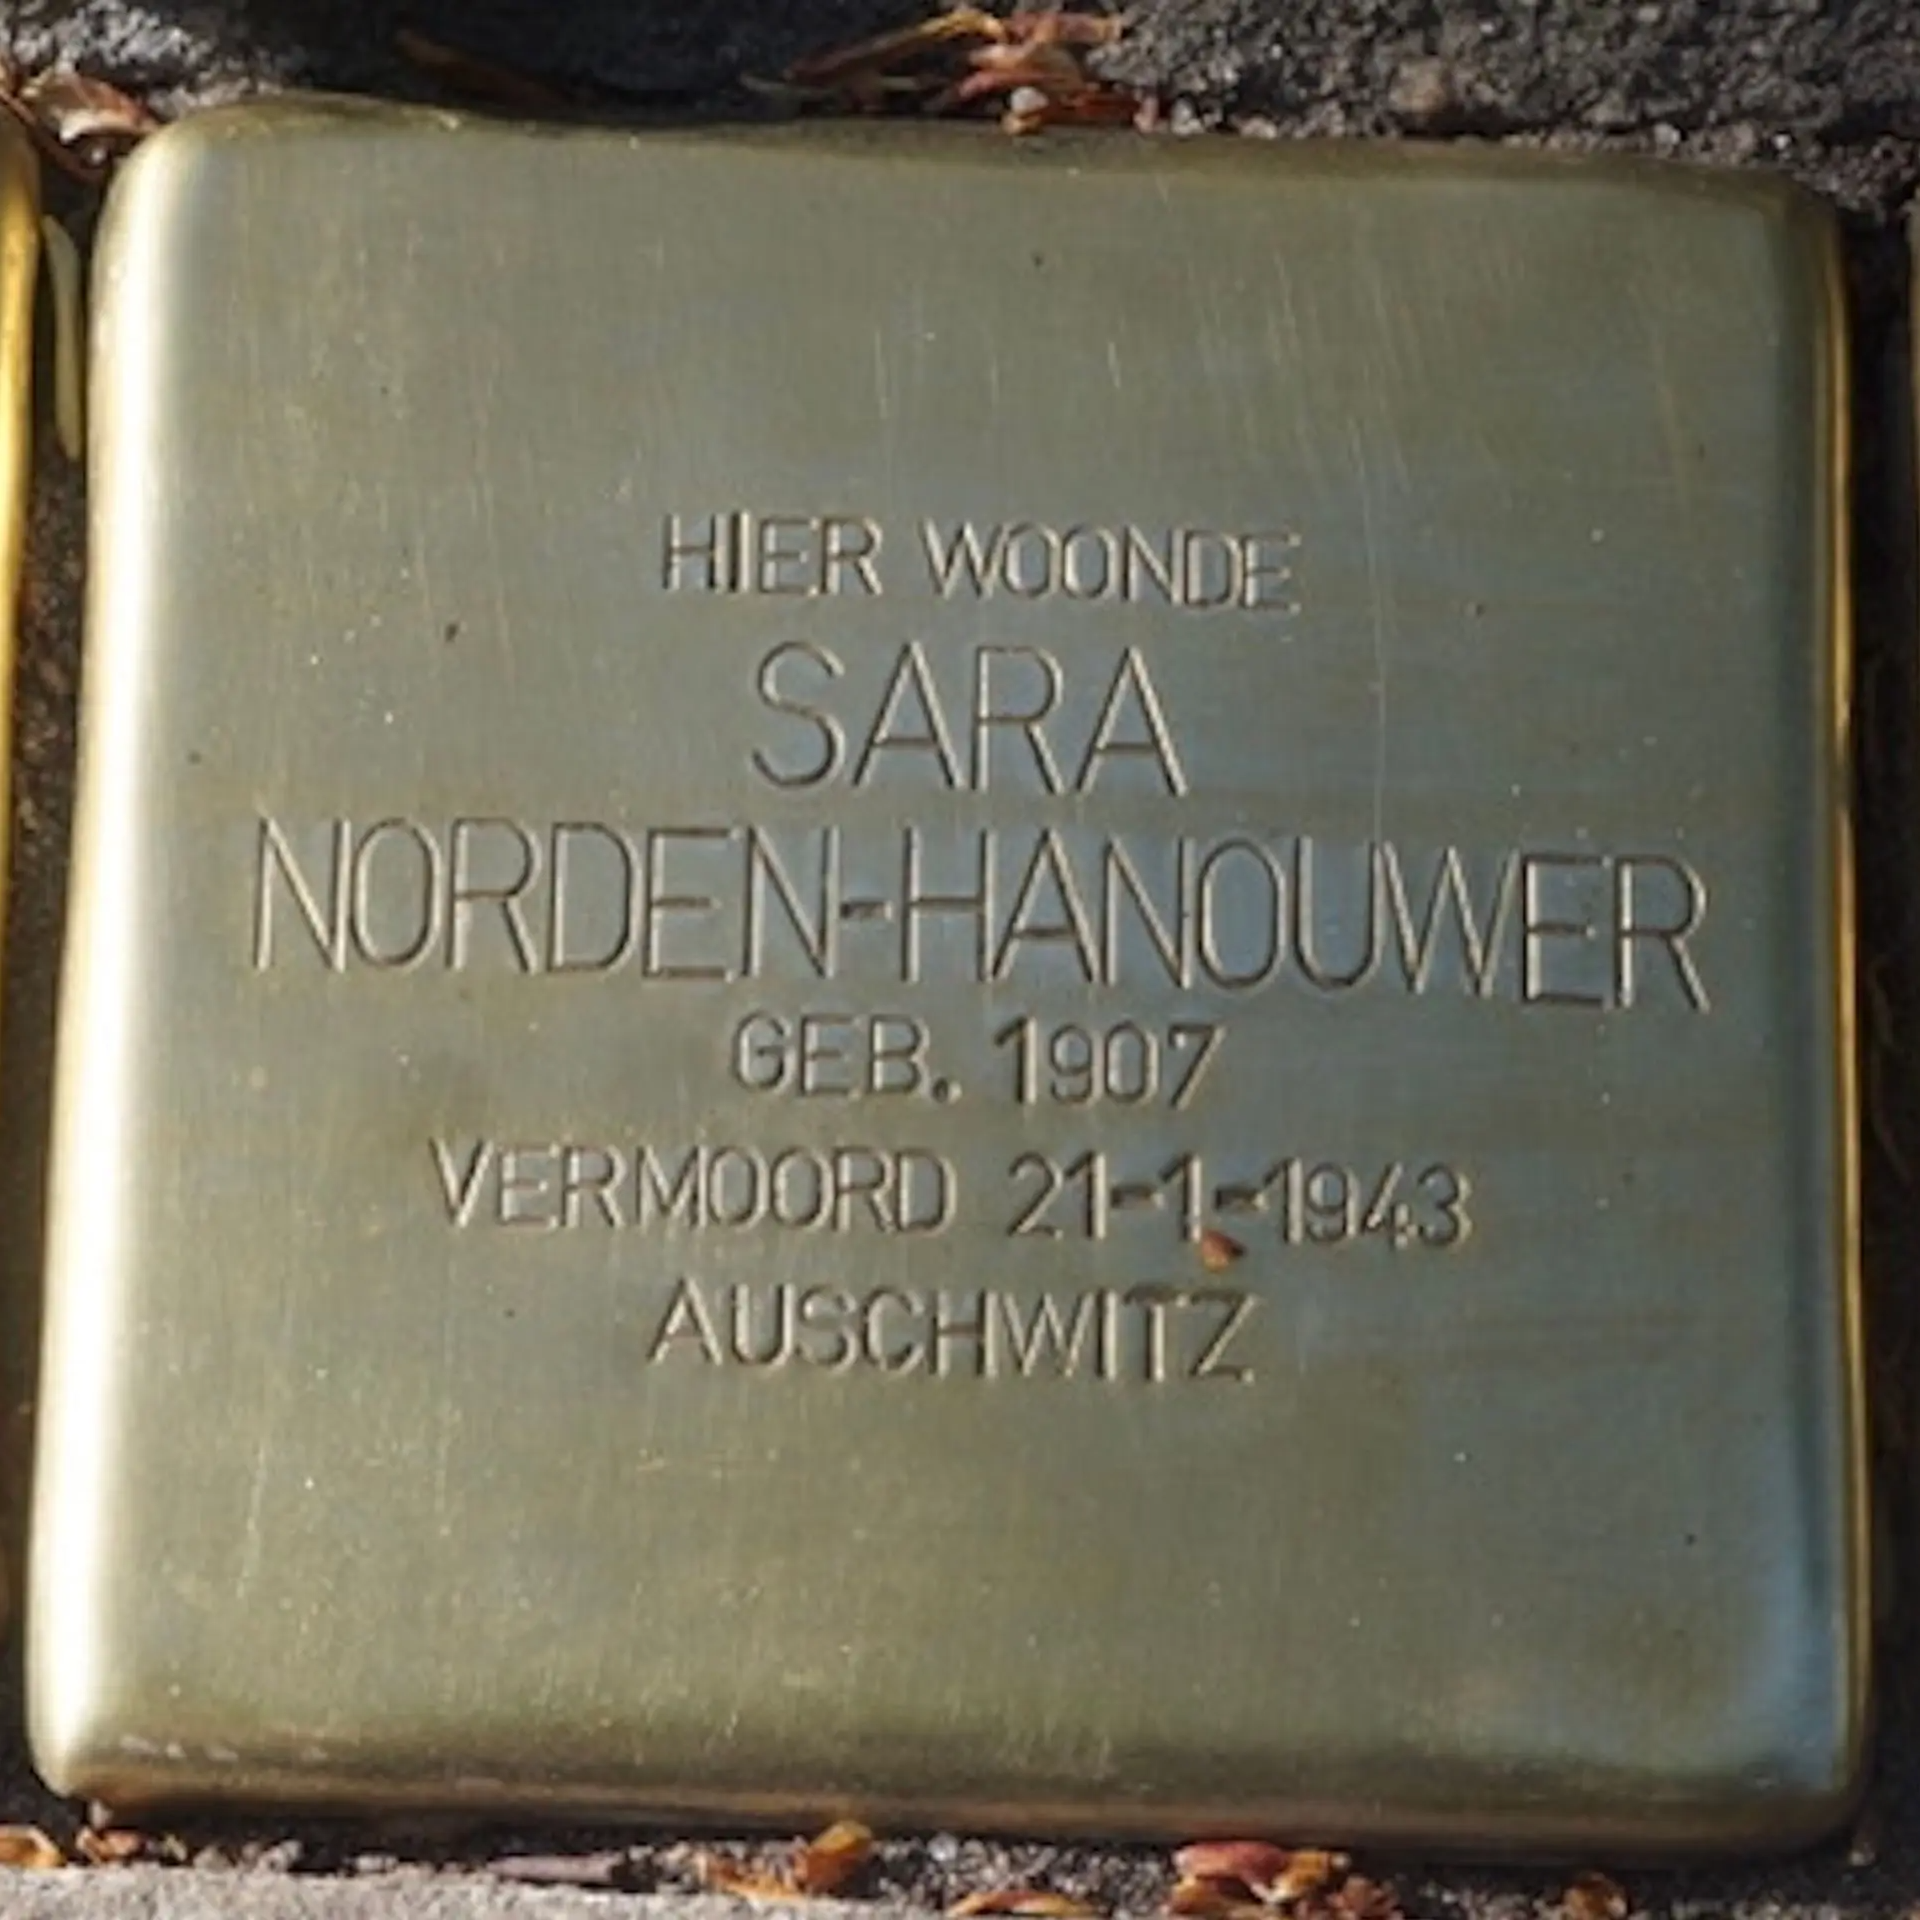 HIER WOONDE
SARA
NORDEN-HANOUWER
GEB. 1907
VERMOORD 21-1-1943
AUSCHWITZ